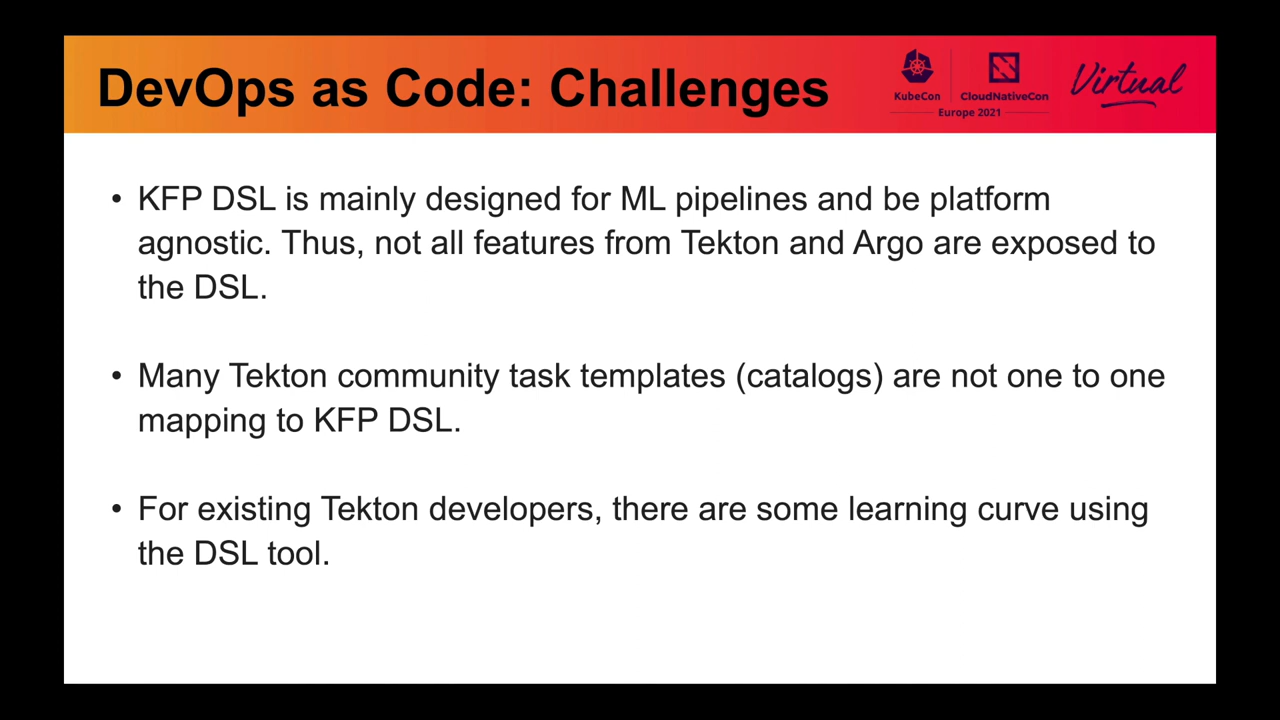 DevOps as Code: Challenges
KubeCon
CloudNativeCon
Europe 2021
Virtual
• KFP DSL is mainly designed for ML pipelines and be platform
agnostic. Thus, not all features from Tekton and Argo are exposed to
the DSL.
• Many Tekton community task templates (catalogs) are not one to one
mapping to KFP DSL.
• For existing Tekton developers, there are some learning curve using
the DSL tool.